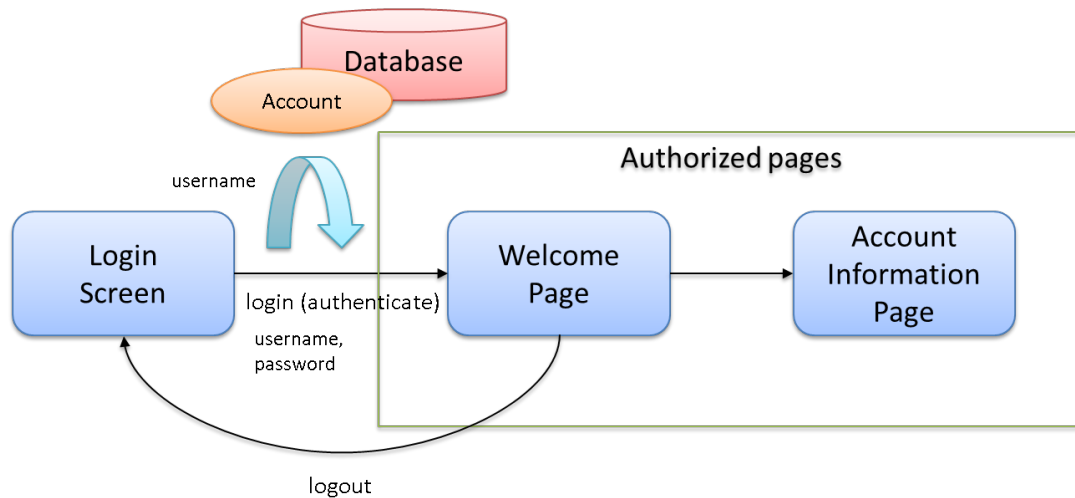 Database
Account
Authorized pages
username
Login
Screen
Welcome
Page
Account
Information
Page
login (authenticate)
username,
password
logout